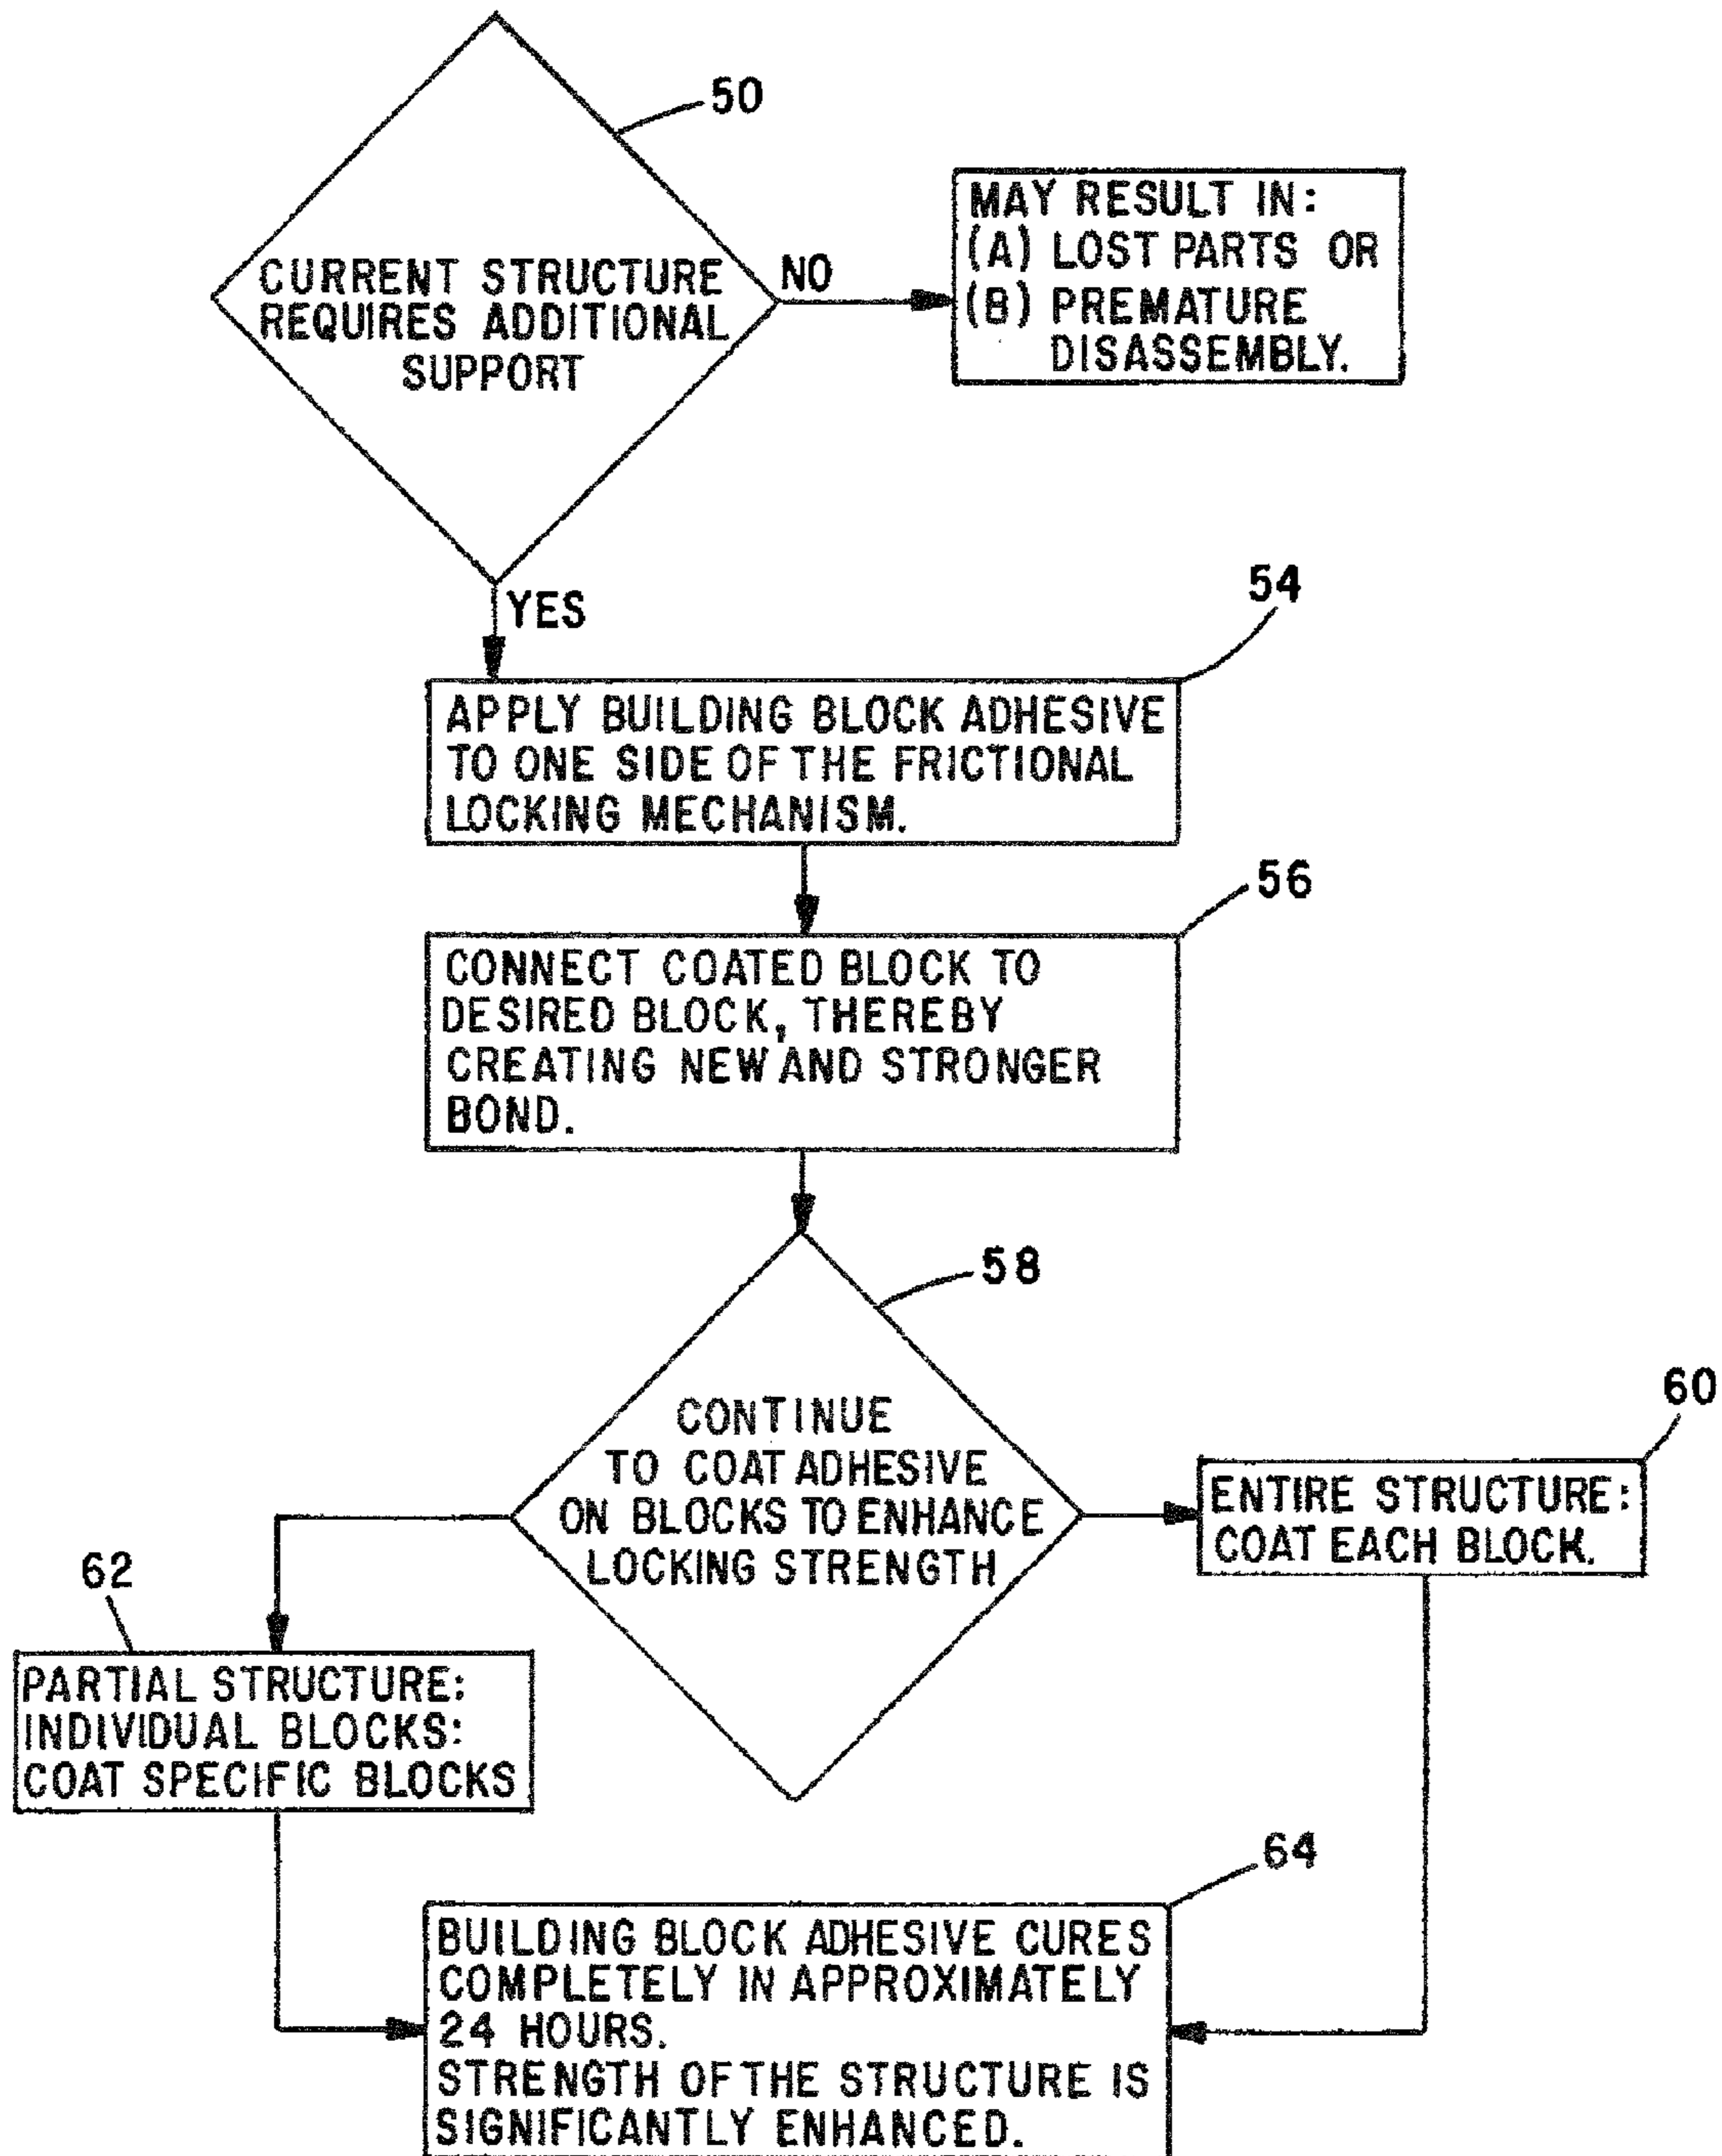 50
CURRENT STRUCTURE
REQUIRES ADDITIONAL
SUPPORT
NO
MAY RESULT IN:
(A) LOST PARTS OR
(B) PREMATURE
DISASSEMBLY.
YES
54
APPLY BUILDING BLOCK ADHESIVE
TO ONE SIDE OF THE FRICTIONAL
LOCKING MECHANISM.
56
CONNECT COATED BLOCK TO
DESIRED BLOCK, THEREBY
CREATING NEW AND STRONGER
BOND.
58
CONTINUE
TO COAT ADHESIVE
ON BLOCKS TO ENHANCE
LOCKING STRENGTH
60
ENTIRE STRUCTURE:
COAT EACH BLOCK.
62
PARTIAL STRUCTURE:
INDIVIDUAL BLOCKS:
COAT SPECIFIC BLOCKS
64
BUILDING BLOCK ADHESIVE CURES
COMPLETELY IN APPROXIMATELY
24 HOURS.
STRENGTH OF THE STRUCTURE IS
SIGNIFICANTLY ENHANCED.